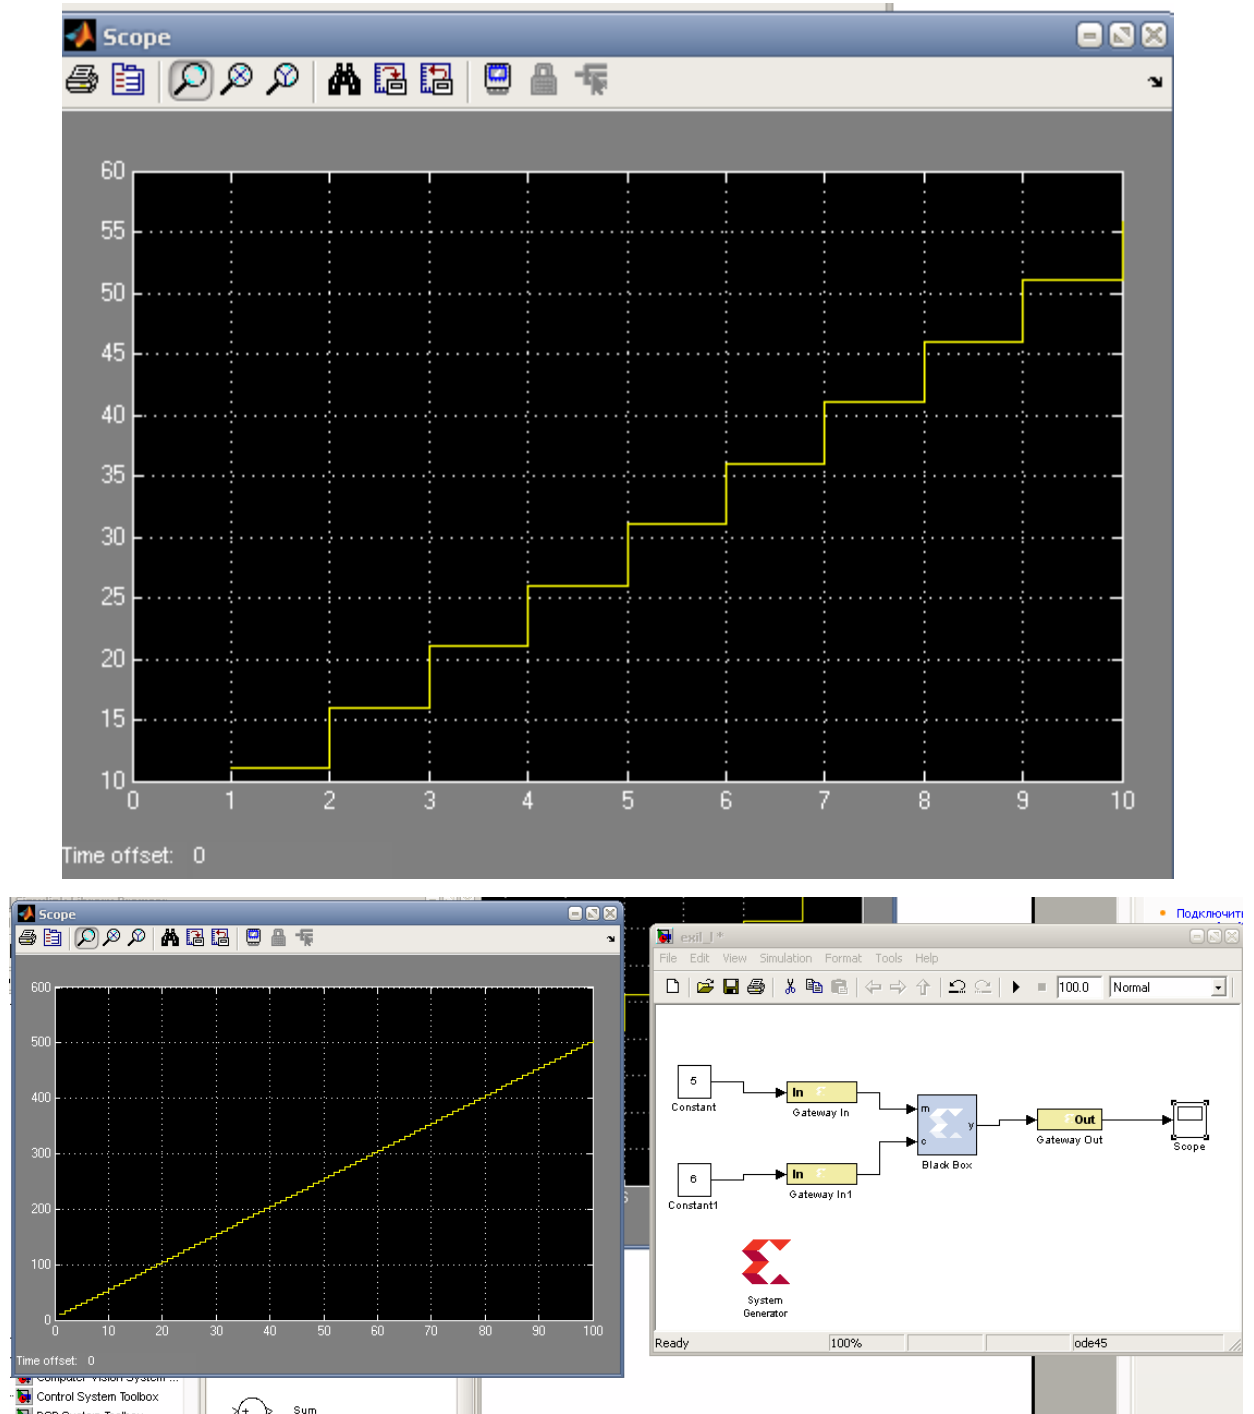 Scope
60
55
50
45
40
35
30
25
20
15
10
0 1 2 3 4 5 6 7 8 9 10
Time offset: 0
Scope
600
500
400
300
200
100
0
0 10 20 30 40 50 60 70 80 90 100
Time offset: 0
Control System Toolbox
Sum
Подключить
exil_I *
File Edit View Simulation Format Tools Help
100.0 Normal
5
Constant
In
Gateway In
6
Constant1
In
Gateway In1
m
c
y
Black Box
Out
Gateway Out
Scope
System
Generator
Ready 100% ode45